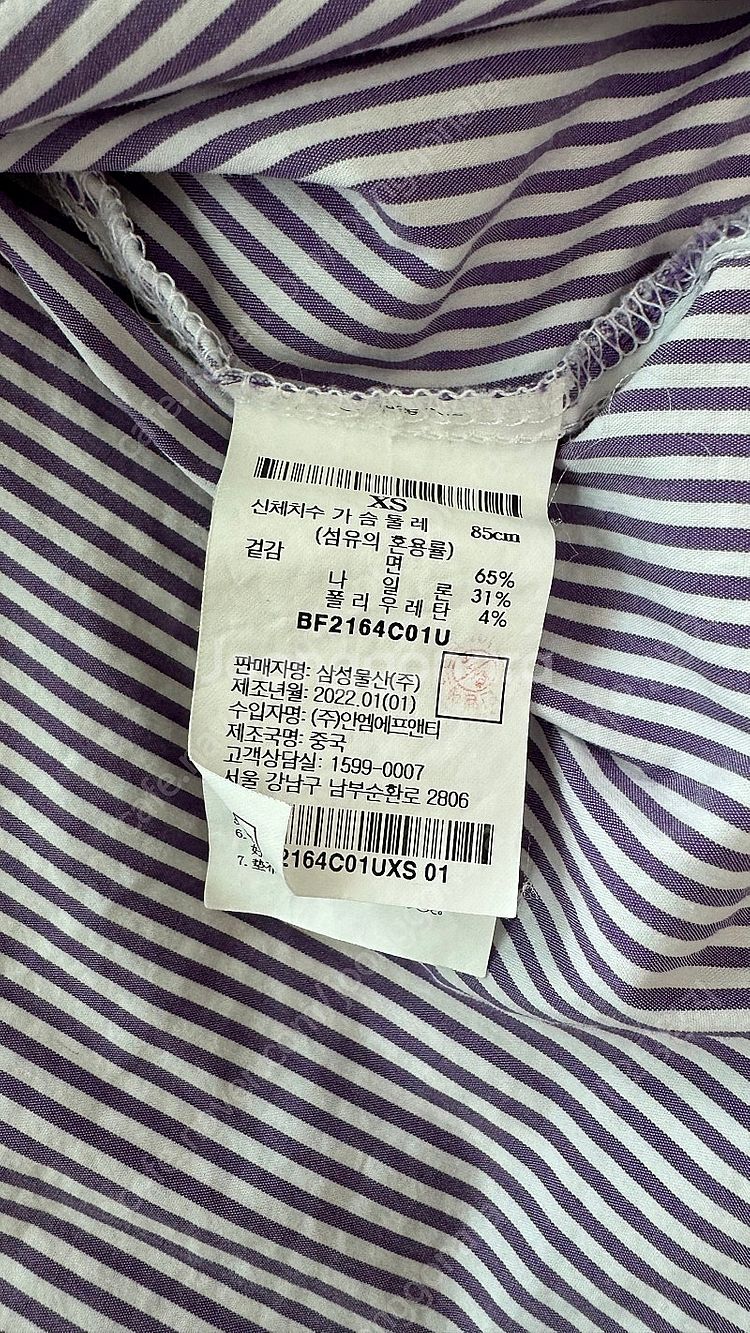 XS
신체치수 가슴둘레 85cm
(섬유의 혼용률)
겉감 면 65%
나 일 론 31%
폴리우레탄 4%
BF2164C01U
판매자명: 삼성물산(주)
제조년월: 2022.01(01)
수입자명: (주)안엠에프앤티
제조국명: 중국
고객상담실: 1599-0007
서울 강남구 남부순환로 2806
2164C01UXS 01
6.
7. 垫